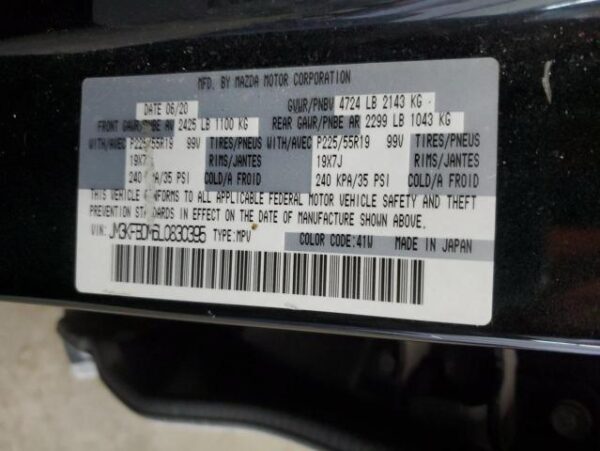 MFD. BY MAZDA MOTOR CORPORATION
DATE 06/20 GVWR/PNBV 4724 LB 2143 KG
FRONT GAWR/PNBE AV 2425 LB 1100 KG REAR GAWR/PNBE AR 2299 LB 1043 KG
WITH/AVEC P225/55R19 99V TIRES/PNEUS WITH/AVEC P225/55R19 99V TIRES/PNEUS
19X7J RIMS/JANTES 19X7J RIMS/JANTES
240 KPA/35 PSI COLD/A FROID 240 KPA/35 PSI COLD/A FROID
THIS VEHICLE CONFORMS TO ALL APPLICABLE FEDERAL MOTOR VEHICLE SAFETY AND THEFT
PREVENTION STANDARDS IN EFFECT ON THE DATE OF MANUFACTURE SHOWN ABOVE.
VIN: TYPE:MPV COLOR CODE:41W MADE IN JAPAN